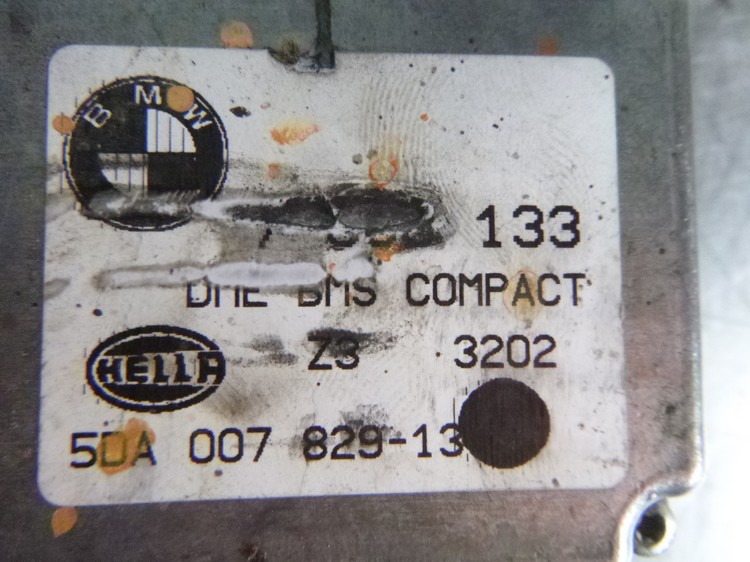 BMW
133
DME BMS COMPACT
HELLA
Z3 3202
5DA 007 829-13